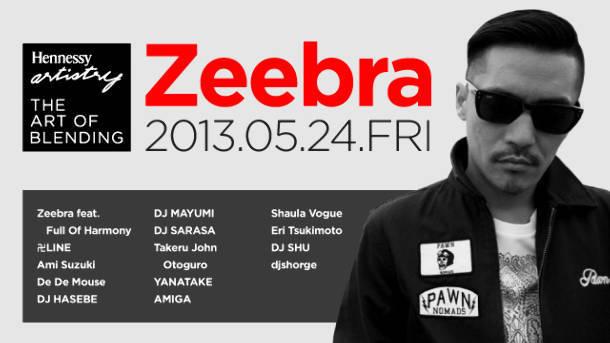 Hennessy
artistry
THE
ART OF
BLENDING
Zeebra
2013.05.24.FRI
Zeebra feat.
Full Of Harmony
卍LINE
Ami Suzuki
De De Mouse
DJ HASEBE
DJ MAYUMI
DJ SARASA
Takeru John
Otoguro
YANATAKE
AMIGA
Shaula Vogue
Eri Tsukimoto
DJ SHU
djshorge
PAWN
PAWN
NOMADS
Pawn